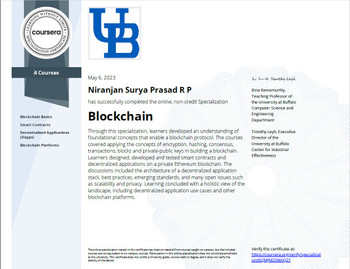 coursera
UB
4 Courses
Blockchain Basics
Smart Contracts
Decentralized Applications
(Dapps)
Blockchain Platforms
May 6, 2023
Niranjan Surya Prasad R P
has successfully completed the online, non-credit Specialization
Blockchain
Through this specialization, learners developed an understanding of
foundational concepts that enable a blockchain protocol. The courses
covered applying the concepts of encryption, hashing, consensus,
transactions, blocks and private-public keys in building a blockchain.
Learners designed, developed and tested smart contracts and
decentralized applications on a private Ethereum blockchain. The
discussions included the architecture of a decentralized application
stack, best practices, emerging standards, and many open issues such
as scalability and privacy. Learning concluded with a holistic view of the
landscape, including decentralized application use cases and other
blockchain platforms.
Bina Ramamurthy,
Teaching Professor of
the University at Buffalo
Computer Science and
Engineering
Department
Timothy Leyh, Executive
Director of the
University at Buffalo
Center for Industrial
Effectiveness
Verify this certificate at: